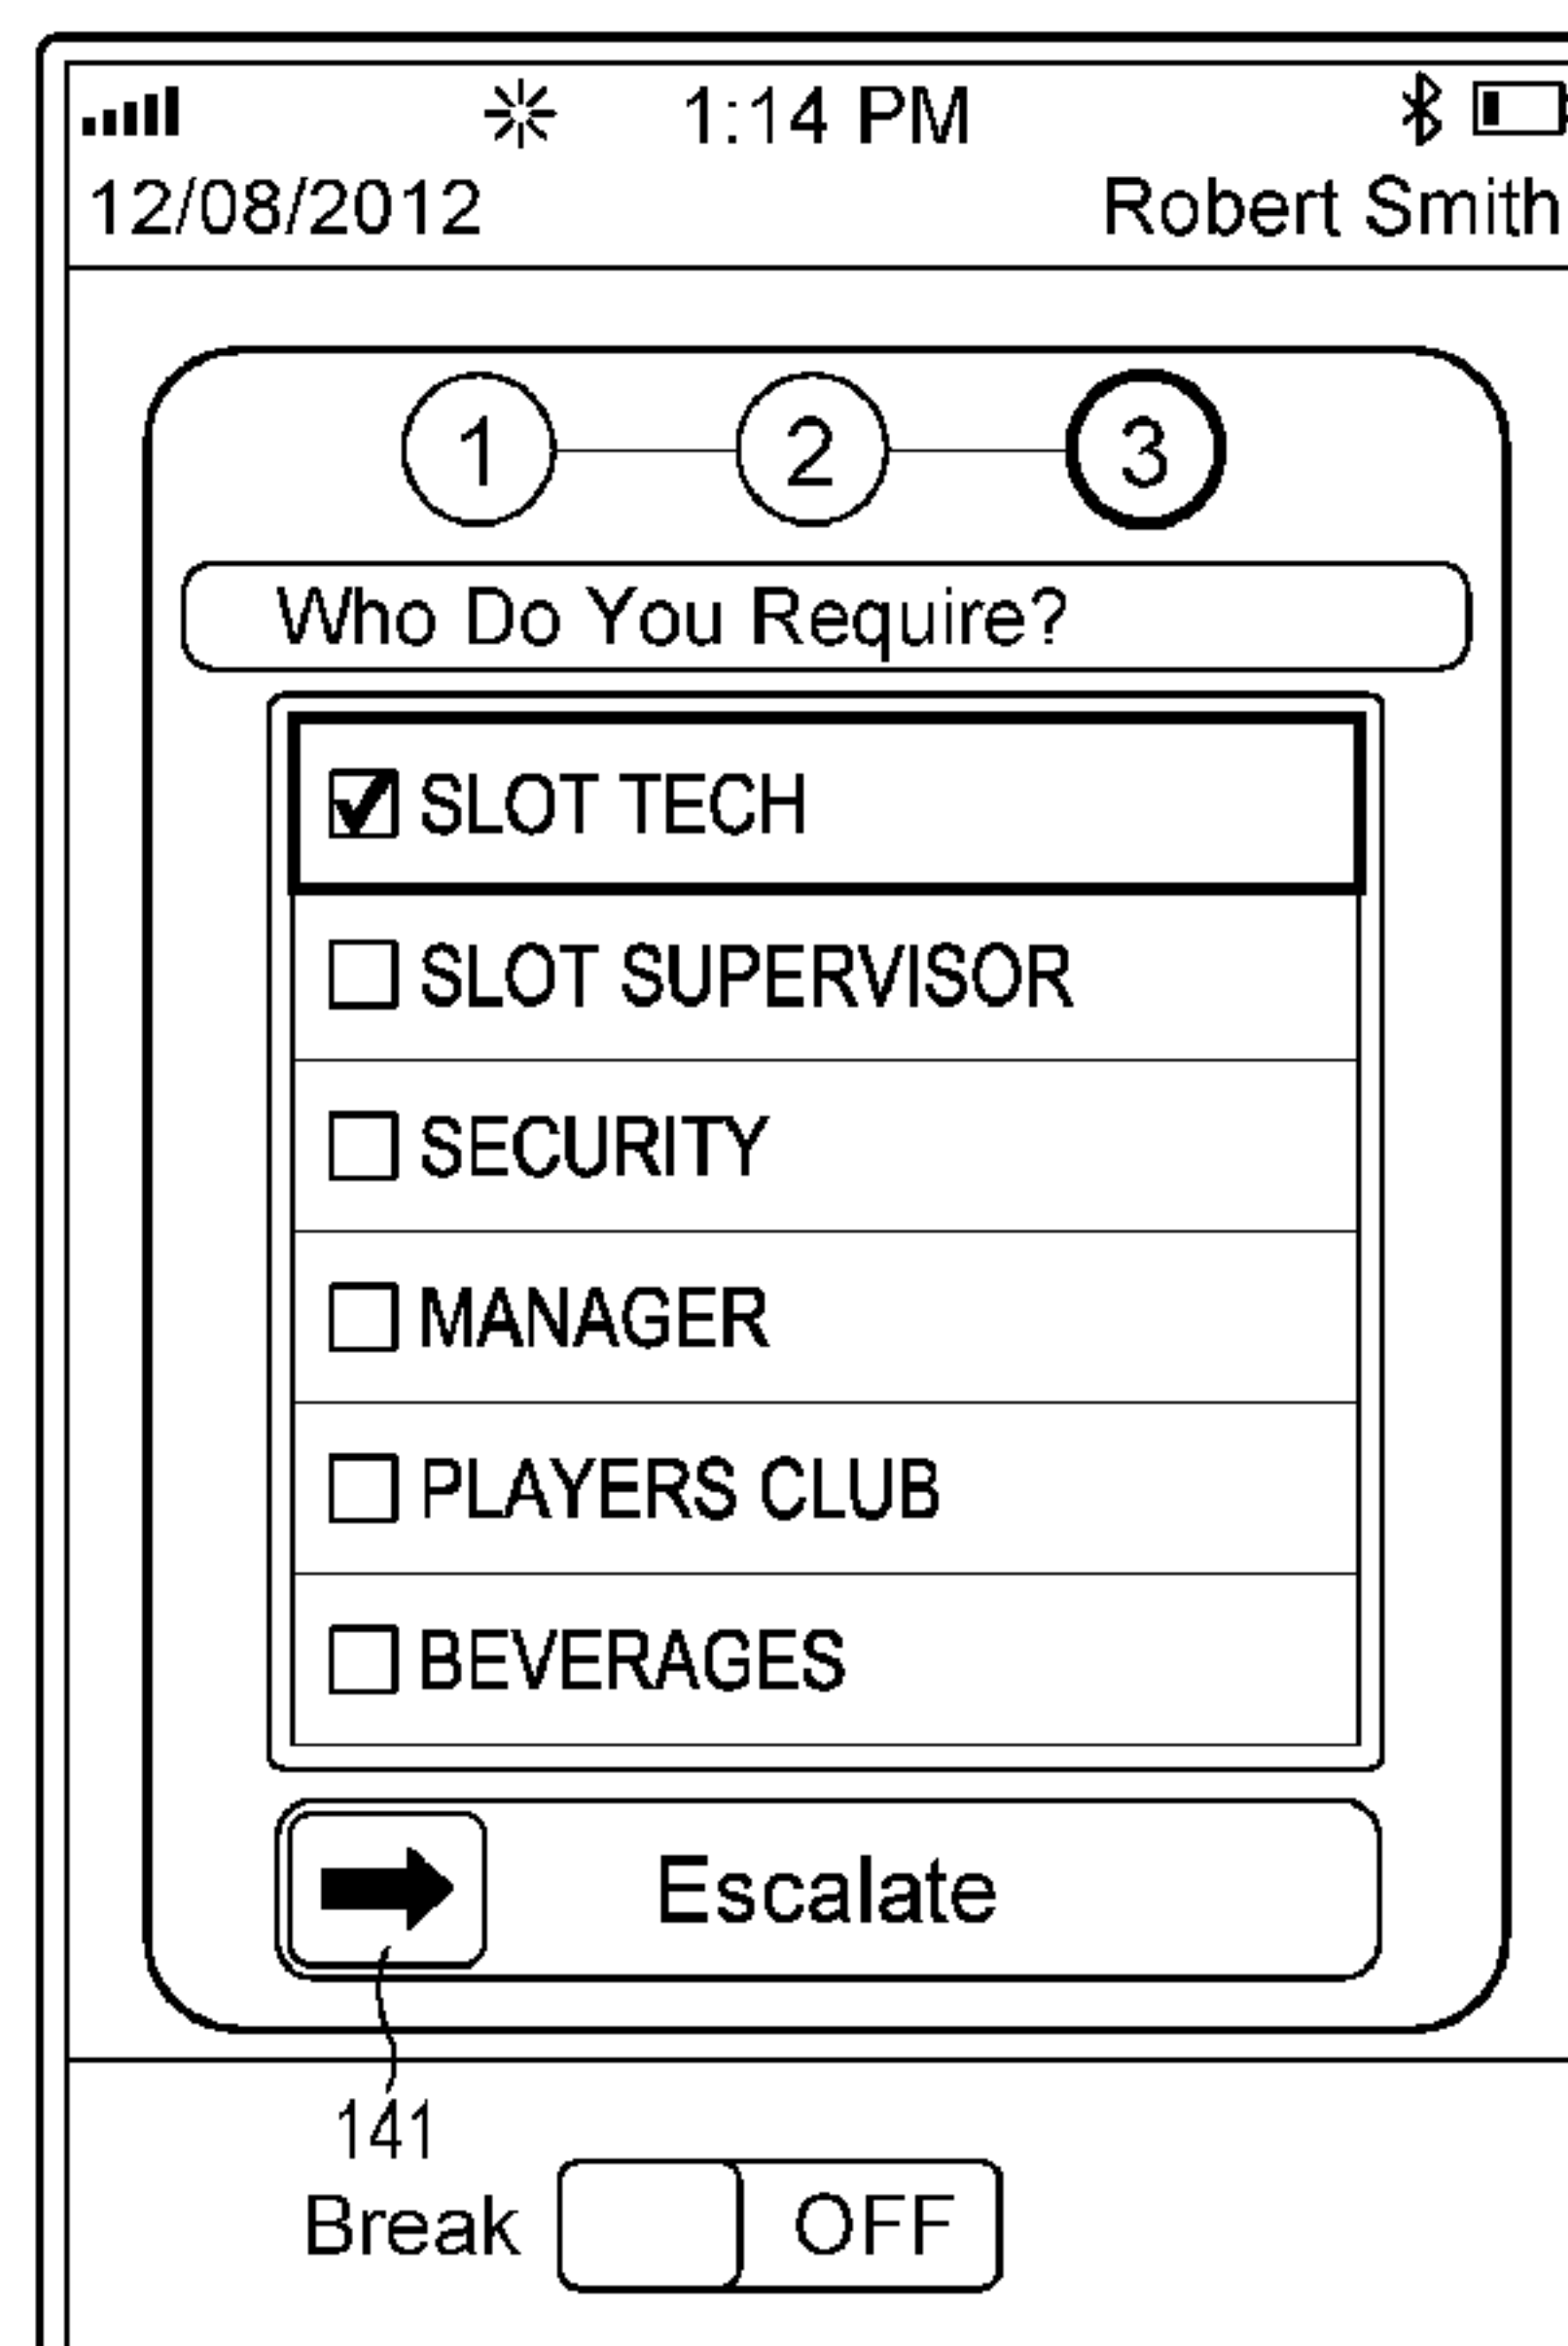 1:14 PM
12/08/2012 Robert Smith
1 2 3
Who Do You Require?
SLOT TECH
SLOT SUPERVISOR
SECURITY
MANAGER
PLAYERS CLUB
BEVERAGES
Escalate
141
Break OFF